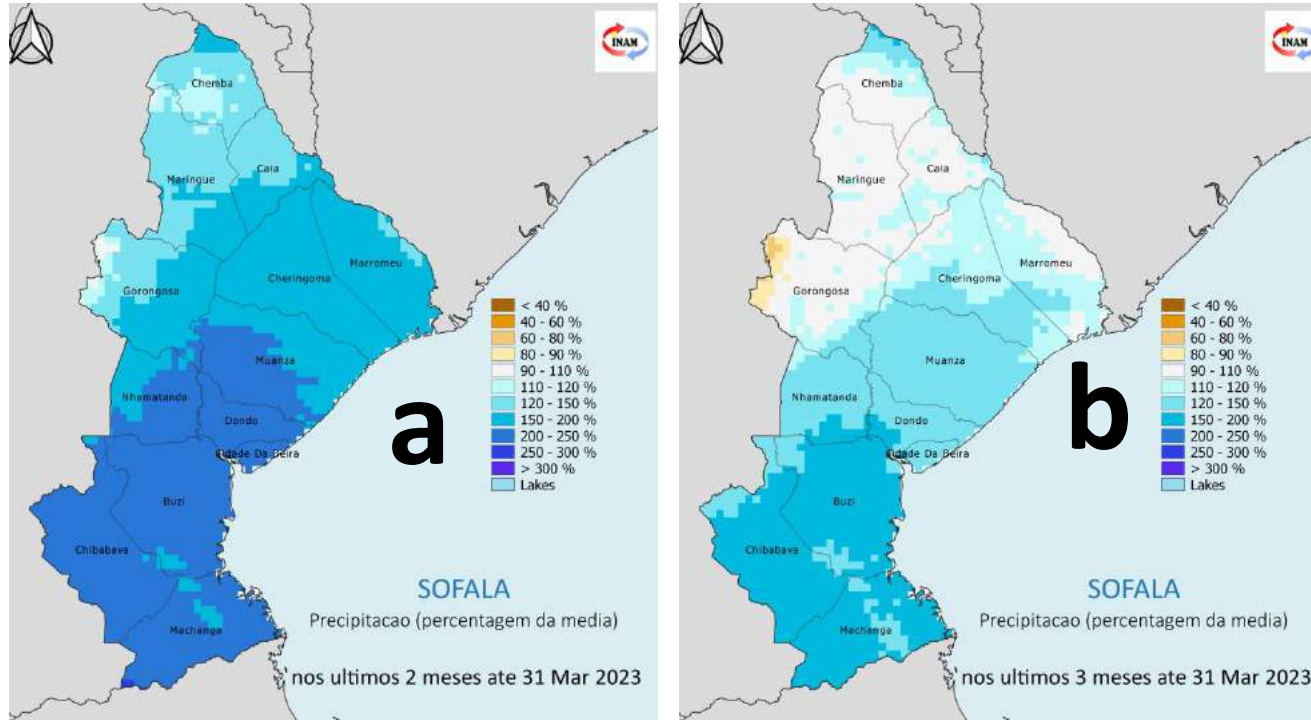 INAM
Chemba
Caia
Maringue
Marromeu
Cheringoma
Gorongosa
Muanza
Nhamatanda
Dondo
Cidade Da Beira
Buzi
Chibabava
Machanga
< 40 %
40 - 60 %
60 - 80 %
80 - 90 %
90 - 110 %
110 - 120 %
120 - 150 %
150 - 200 %
200 - 250 %
250 - 300 %
> 300 %
Lakes
a
SOFALA
Precipitacao (percentagem da media)
nos ultimos 2 meses ate 31 Mar 2023
INAM
Chemba
Caia
Maringue
Marromeu
Cheringoma
Gorongosa
Muanza
Nhamatanda
Dondo
Cidade Da Beira
Buzi
Chibabava
Machanga
< 40 %
40 - 60 %
60 - 80 %
80 - 90 %
90 - 110 %
110 - 120 %
120 - 150 %
150 - 200 %
200 - 250 %
250 - 300 %
> 300 %
Lakes
b
SOFALA
Precipitacao (percentagem da media)
nos ultimos 3 meses ate 31 Mar 2023